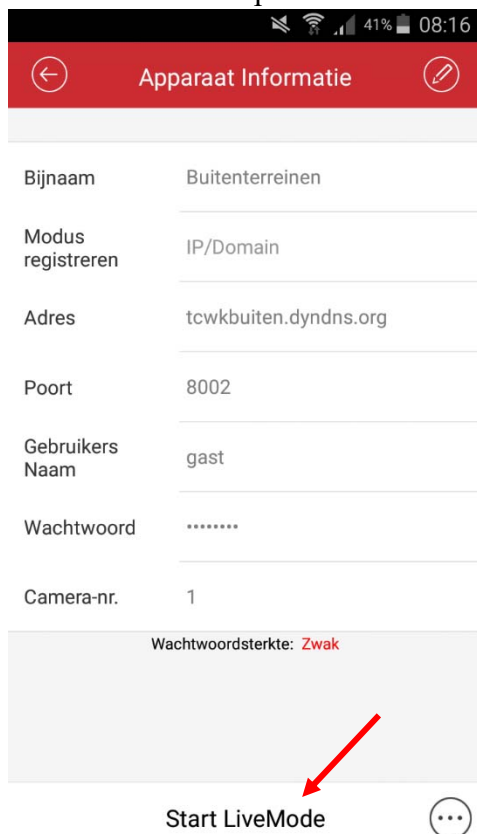 41% 08:16
Apparaat Informatie
Bijnaam Buitenterreinen
Modus
registreren IP/Domain
Adres tcwkbuiten.dyndns.org
Poort 8002
Gebruikers
Naam gast
Wachtwoord ••••••••
Camera-nr. 1
Wachtwoordsterkte: Zwak
Start LiveMode